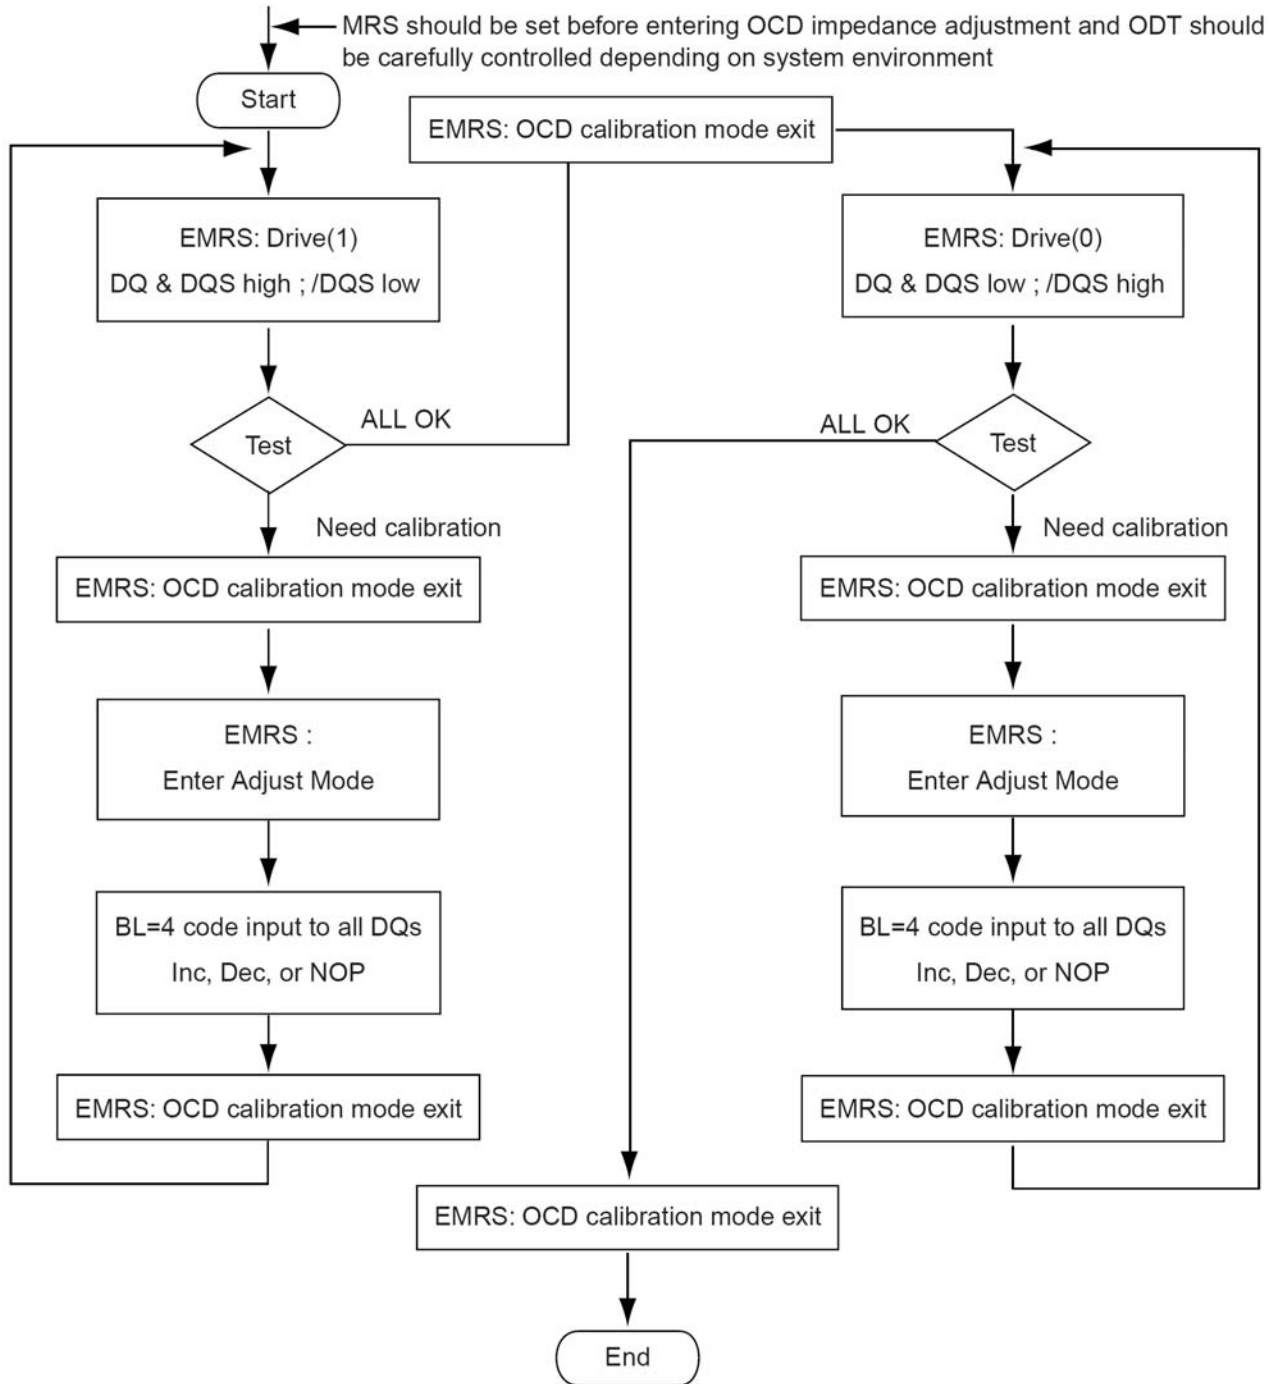 MRS should be set before entering OCD impedance adjustment and ODT should
be carefully controlled depending on system environment
Start
EMRS: OCD calibration mode exit
EMRS: Drive(1)
DQ & DQS high ; /DQS low
Test
ALL OK
Need calibration
EMRS: OCD calibration mode exit
EMRS :
Enter Adjust Mode
BL=4 code input to all DQs
Inc, Dec, or NOP
EMRS: OCD calibration mode exit
EMRS: Drive(0)
DQ & DQS low ; /DQS high
ALL OK
Test
Need calibration
EMRS: OCD calibration mode exit
EMRS :
Enter Adjust Mode
BL=4 code input to all DQs
Inc, Dec, or NOP
EMRS: OCD calibration mode exit
EMRS: OCD calibration mode exit
End